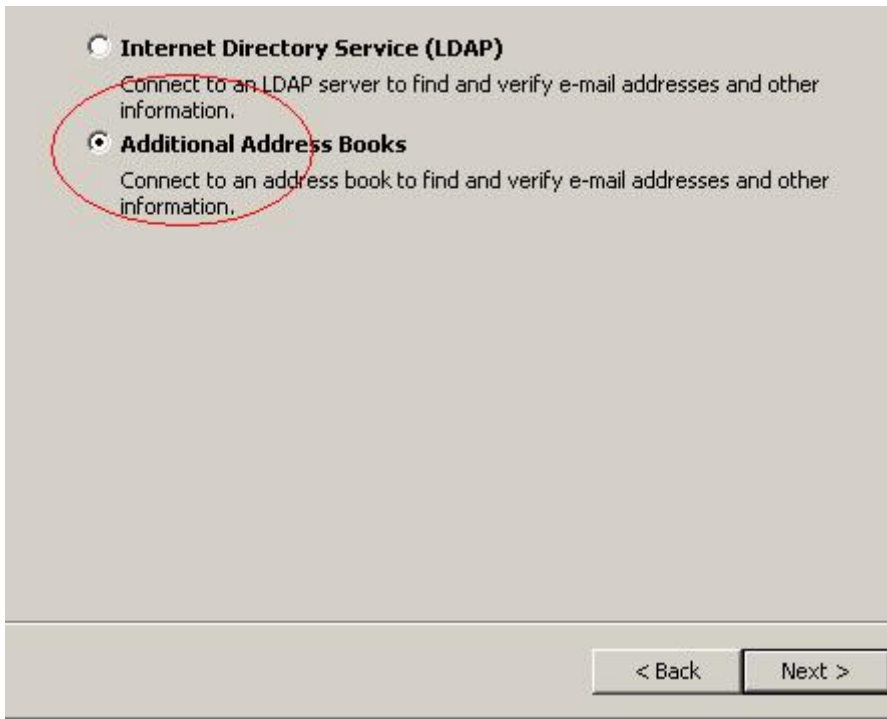 Internet Directory Service (LDAP)
Connect to an LDAP server to find and verify e-mail addresses and other
information.
Additional Address Books
Connect to an address book to find and verify e-mail addresses and other
information.
< Back
Next >